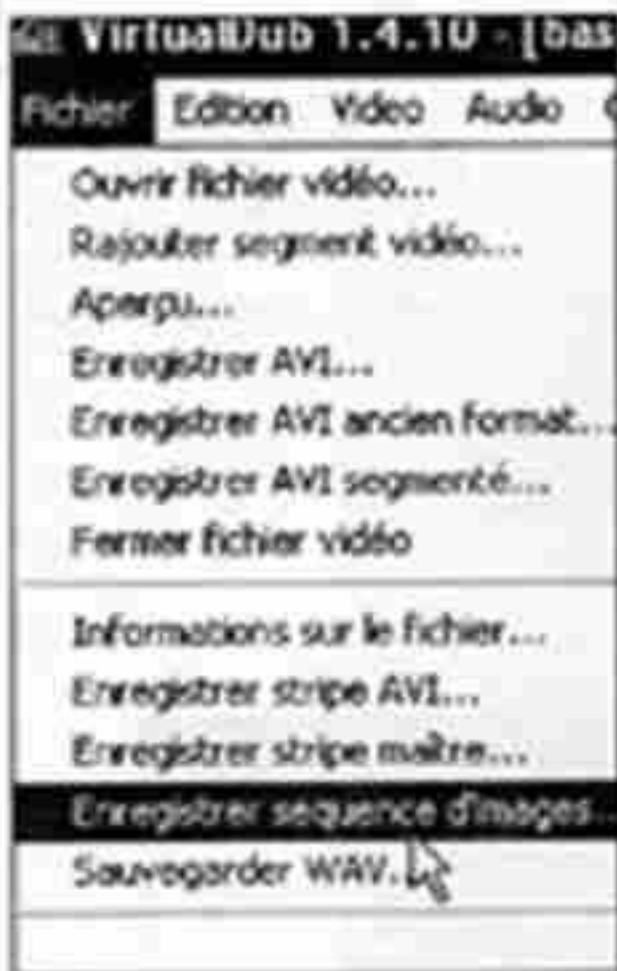 VirtualDub 1.4.10 - [bas
Fichier Edition Video Audio
Ouvrir fichier vidéo...
Rajouter segment vidéo...
Aperçu...
Enregistrer AVI...
Enregistrer AVI ancien format...
Enregistrer AVI segmenté...
Fermer fichier vidéo
Informations sur le fichier...
Enregistrer stripe AVI...
Enregistrer stripe maître...
Enregistrer séquence d'images...
Sauvegarder WAV...